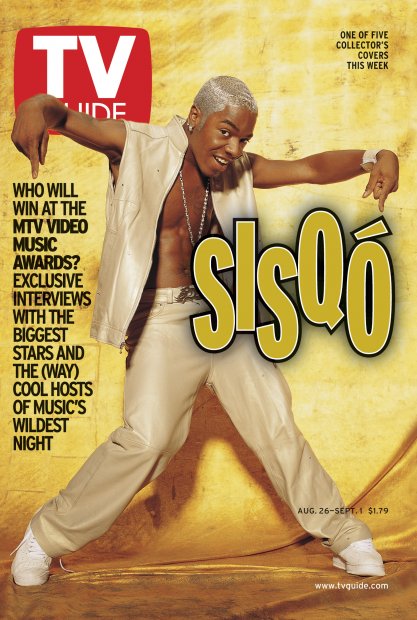 TV
GUIDE
ONE OF FIVE
COLLECTOR'S
COVERS
THIS WEEK
WHO WILL
WIN AT THE
MTV VIDEO
MUSIC
AWARDS?
EXCLUSIVE
INTERVIEWS
WITH THE
BIGGEST
STARS AND
THE (WAY)
COOL HOSTS
OF MUSIC'S
WILDEST
NIGHT
SISQÓ
AUG. 26–SEPT. 1 $1.79
www.tvguide.com